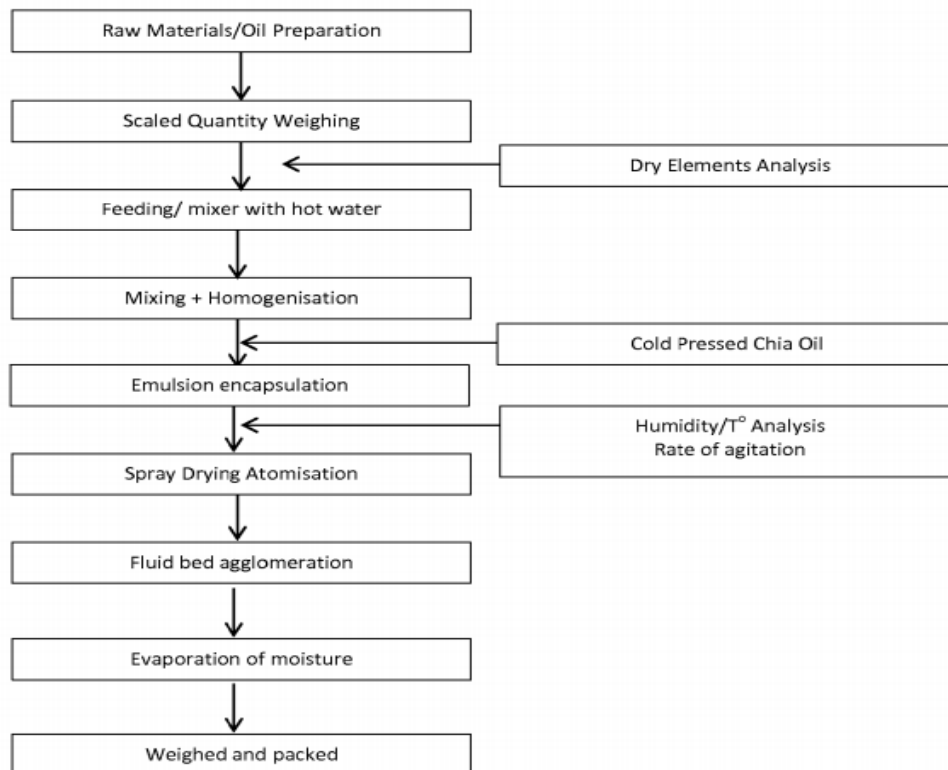 Raw Materials/Oil Preparation
Scaled Quantity Weighing
Dry Elements Analysis
Feeding/ mixer with hot water
Mixing + Homogenisation
Cold Pressed Chia Oil
Emulsion encapsulation
Humidity/T° Analysis
Rate of agitation
Spray Drying Atomisation
Fluid bed agglomeration
Evaporation of moisture
Weighed and packed